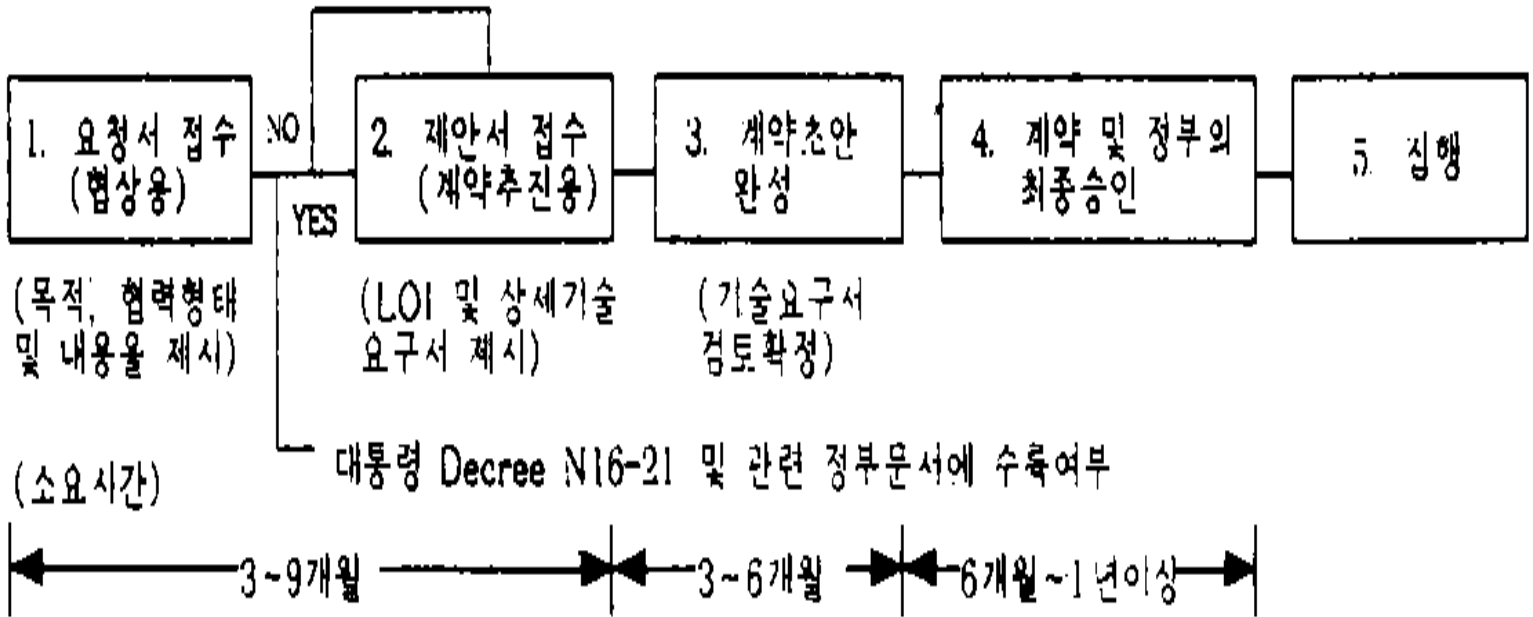 1. 요청서 접수
(협상용)
NO
YES
2. 제안서 접수
(계약추진용)
3. 계약초안
완성
4. 계약 및 정부의
최종승인
5. 집행
(목적, 협력형태
및 내용을 제시)
(LOI 및 상세기술
요구서 제시)
(기술요구서
검토확정)
대통령 Decree N16-21 및 관련 정부문서에 수록여부
(소요시간)
3~9개월
3~6개월
6개월~1년이상